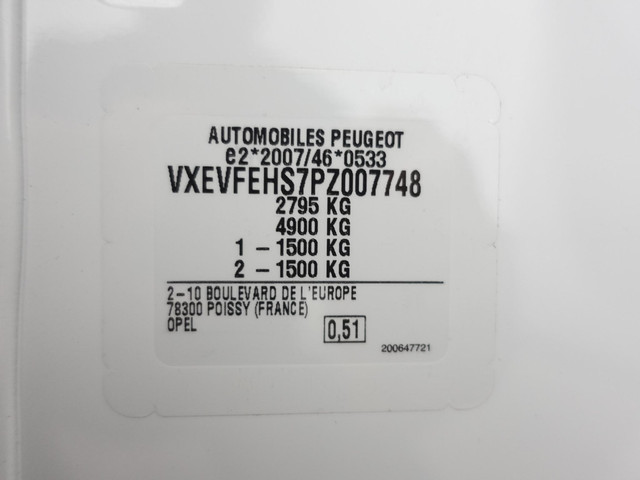 AUTOMOBILES PEUGEOT
e2*2007/46*0533
VXEVFEHS7PZ007748
2795 KG
4900 KG
1 - 1500 KG
2 - 1500 KG
2-10 BOULEVARD DE L'EUROPE
78300 POISSY (FRANCE)
OPEL
0,51
200647721